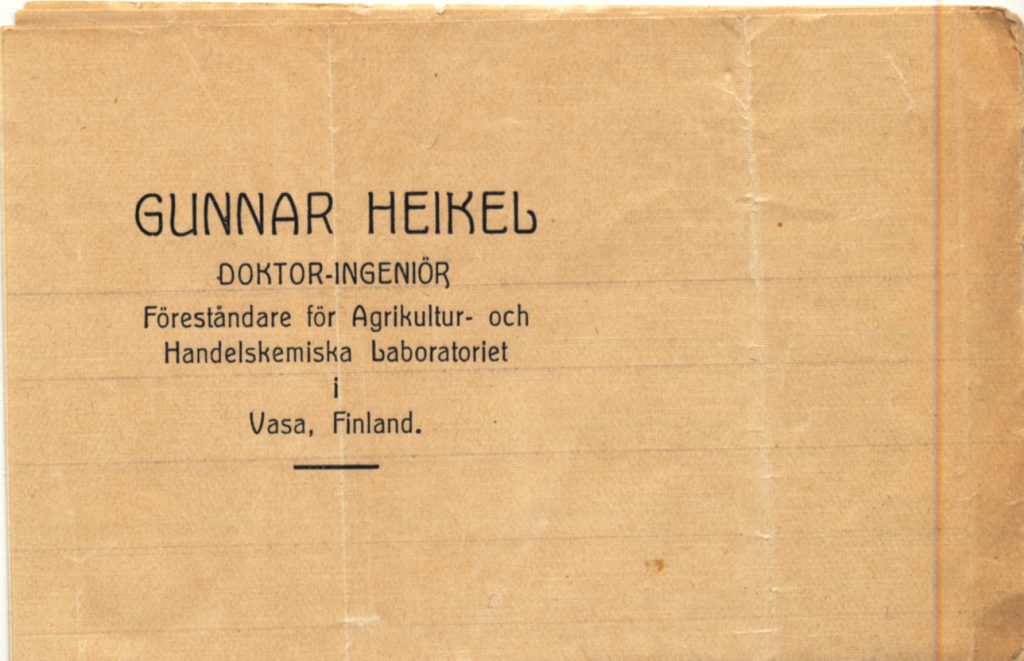 GUNNAR HEIKEL
DOKTOR-INGENIÖR
Föreståndare för Agrikultur- och
Handelskemiska Laboratoriet
i
Vasa, Finland.